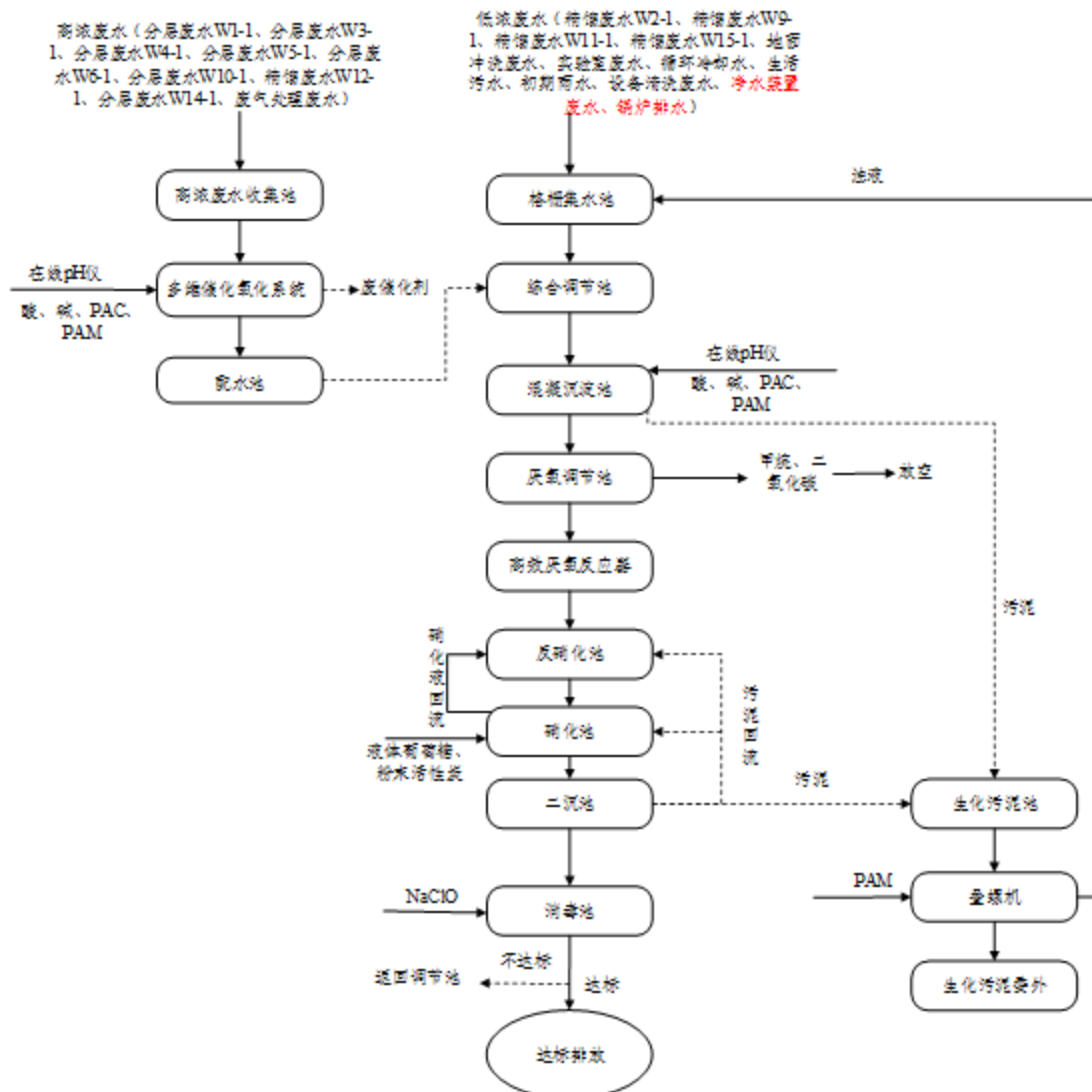 高浓废水（分层废水W1-1、分层废水W3-
1、分层废水W4-1、分层废水W5-1、分层废
水W6-1、分层废水W10-1、精馏废水W12-
1、分层废水W14-1、废气处理废水）
低浓废水（精馏废水W2-1、精馏废水W9-
1、精馏废水W11-1、精馏废水W15-1、地面
冲洗废水、实验室废水、循环冷却水、生活
污水、初期雨水、设备清洗废水、冷水装置
废水、锅炉排水）
高浓废水收集池
格栅集水池
浊液
在线pH仪
酸、碱、PAC、
PAM
多维催化氧化系统
废催化剂
综合调节池
配水池
混凝沉淀池
在线pH仪
酸、碱、PAC、
PAM
厌氧调节池
甲烷、二
氧化碳
放空
高效厌氧反应器
污泥
硝化液回流
反硝化池
污泥回流
硝化池
液体葡萄糖、
粉末活性炭
二沉池
污泥
生化污泥池
NaClO
消毒池
PAM
叠螺机
不达标
退回调节池
达标
生化污泥委外
达标排放